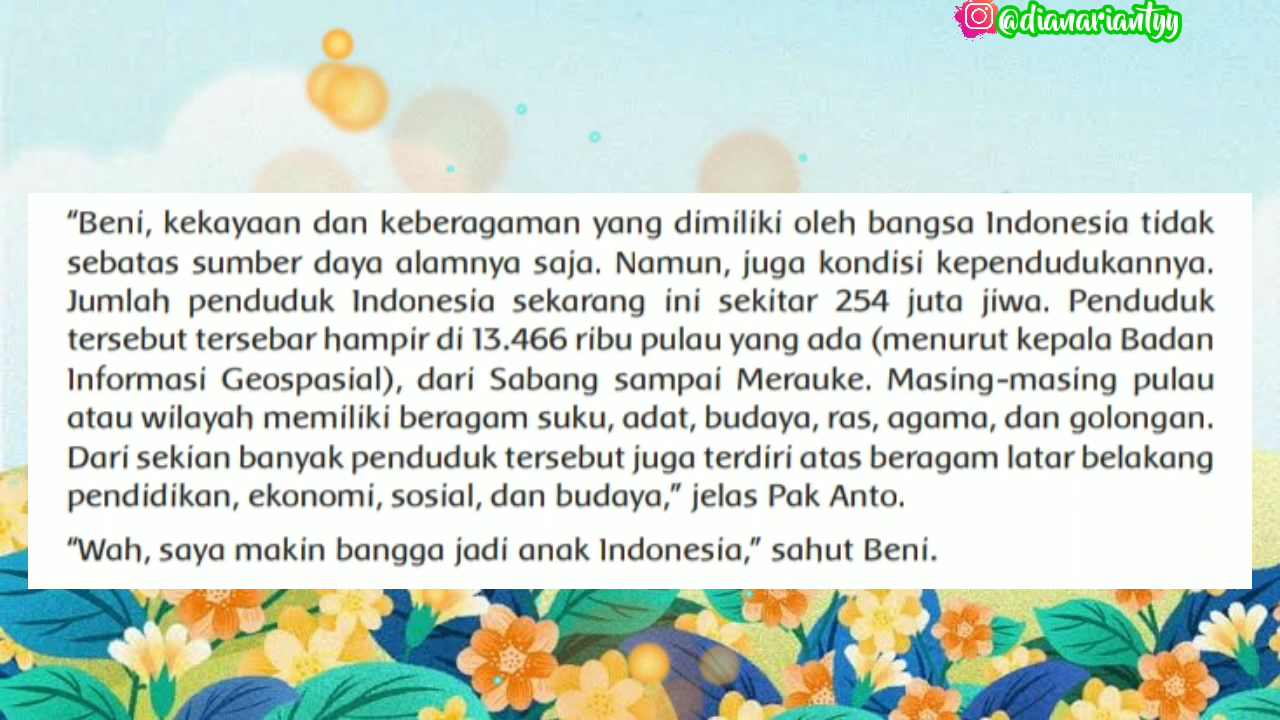 @dianariantyy
“Beni, kekayaan dan keberagaman yang dimiliki oleh bangsa Indonesia tidak
sebatas sumber daya alamnya saja. Namun, juga kondisi kependudukannya.
Jumlah penduduk Indonesia sekarang ini sekitar 254 juta jiwa. Penduduk
tersebut tersebar hampir di 13.466 ribu pulau yang ada (menurut kepala Badan
Informasi Geospasial), dari Sabang sampai Merauke. Masing-masing pulau
atau wilayah memiliki beragam suku, adat, budaya, ras, agama, dan golongan.
Dari sekian banyak penduduk tersebut juga terdiri atas beragam latar belakang
pendidikan, ekonomi, sosial, dan budaya,” jelas Pak Anto.
“Wah, saya makin bangga jadi anak Indonesia,” sahut Beni.